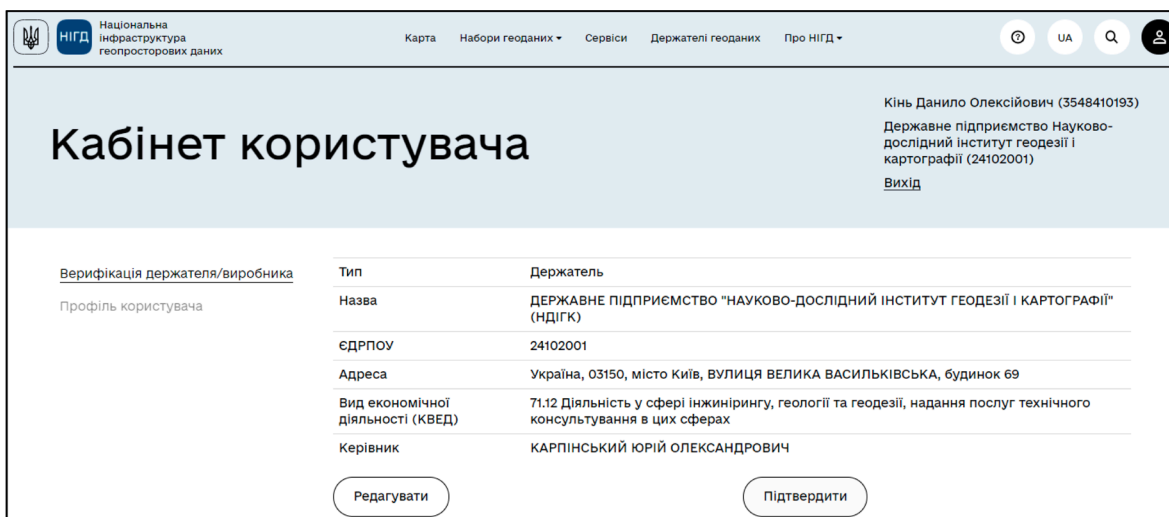 НІГД
Національна
інфраструктура
геопросторових даних
Карта Набори геоданих Сервіси Держателі геоданих Про НІГД
UA
Кабінет користувача
Кінь Данило Олексійович (3548410193)
Державне підприємство Науково-
дослідний інститут геодезії і
картографії (24102001)
Вихід
Верифікація держателя/виробника
Профіль користувача
Тип Держатель
Назва ДЕРЖАВНЕ ПІДПРИЄМСТВО "НАУКОВО-ДОСЛІДНИЙ ІНСТИТУТ ГЕОДЕЗІЇ І КАРТОГРАФІЇ"
(НДІГК)
ЄДРПОУ 24102001
Адреса Україна, 03150, місто Київ, ВУЛИЦЯ ВЕЛИКА ВАСИЛЬКІВСЬКА, будинок 69
Вид економічної 71.12 Діяльність у сфері інжинірингу, геології та геодезії, надання послуг технічного
діяльності (КВЕД) консультування в цих сферах
Керівник КАРПІНСЬКИЙ ЮРІЙ ОЛЕКСАНДРОВИЧ
Редагувати Підтвердити